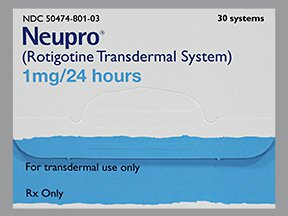 NDC 50474-801-03 30 systems
Neupro®
(Rotigotine Transdermal System)
1mg/24 hours
For transdermal use only
Rx Only